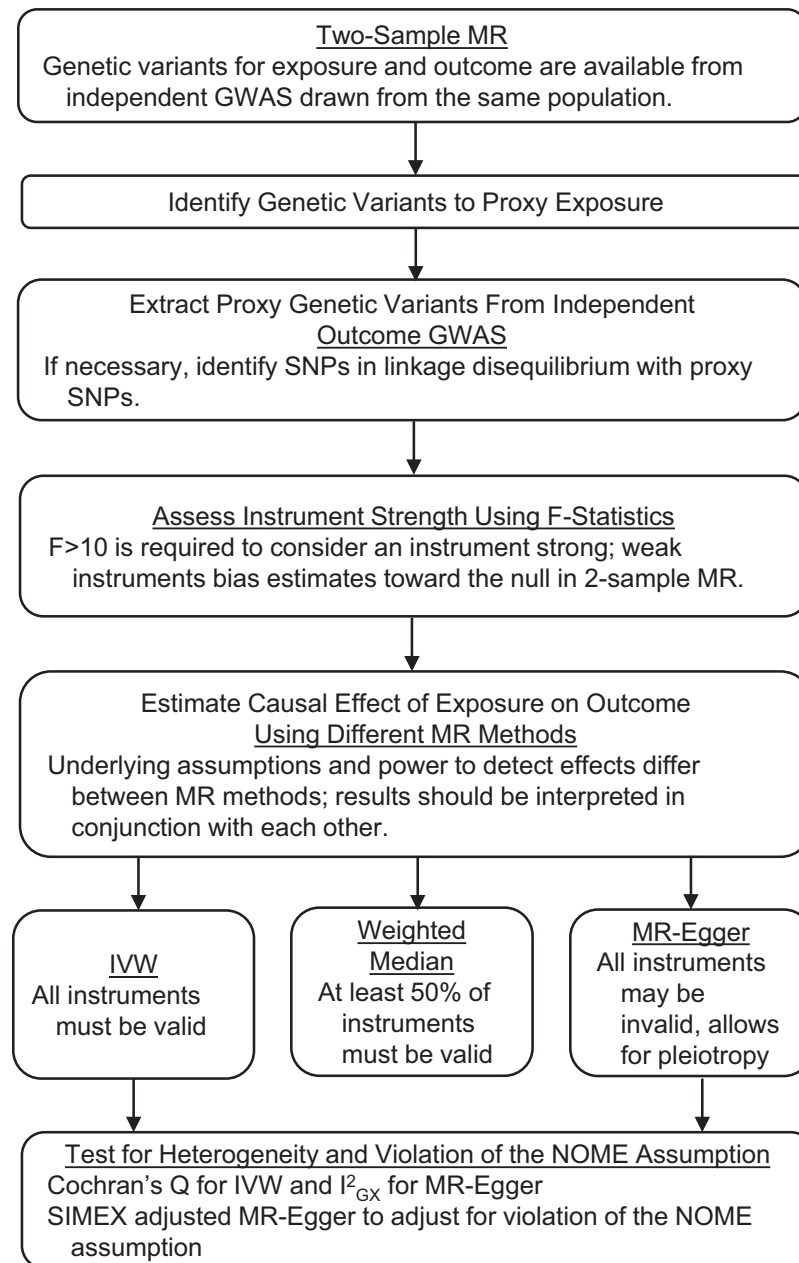 Two-Sample MR
Genetic variants for exposure and outcome are available from
independent GWAS drawn from the same population.
Identify Genetic Variants to Proxy Exposure
Extract Proxy Genetic Variants From Independent
Outcome GWAS
If necessary, identify SNPs in linkage disequilibrium with proxy
SNPs.
Assess Instrument Strength Using F-Statistics
F>10 is required to consider an instrument strong; weak
instruments bias estimates toward the null in 2-sample MR.
Estimate Causal Effect of Exposure on Outcome
Using Different MR Methods
Underlying assumptions and power to detect effects differ
between MR methods; results should be interpreted in
conjunction with each other.
IVW
All instruments
must be valid
Weighted
Median
At least 50% of
instruments
must be valid
MR-Egger
All instruments
may be
invalid, allows
for pleiotropy
Test for Heterogeneity and Violation of the NOME Assumption
Cochran's Q for IVW and I²GX for MR-Egger
SIMEX adjusted MR-Egger to adjust for violation of the NOME
assumption